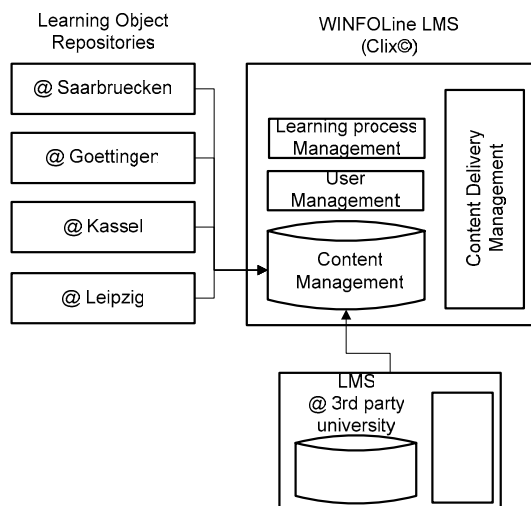 Learning Object
Repositories
@ Saarbruecken
@ Goettingen
@ Kassel
@ Leipzig
WINFOLine LMS
(Clix©)
Learning process
Management
User
Management
Content
Management
Content Delivery
Management
LMS
@ 3rd party
university